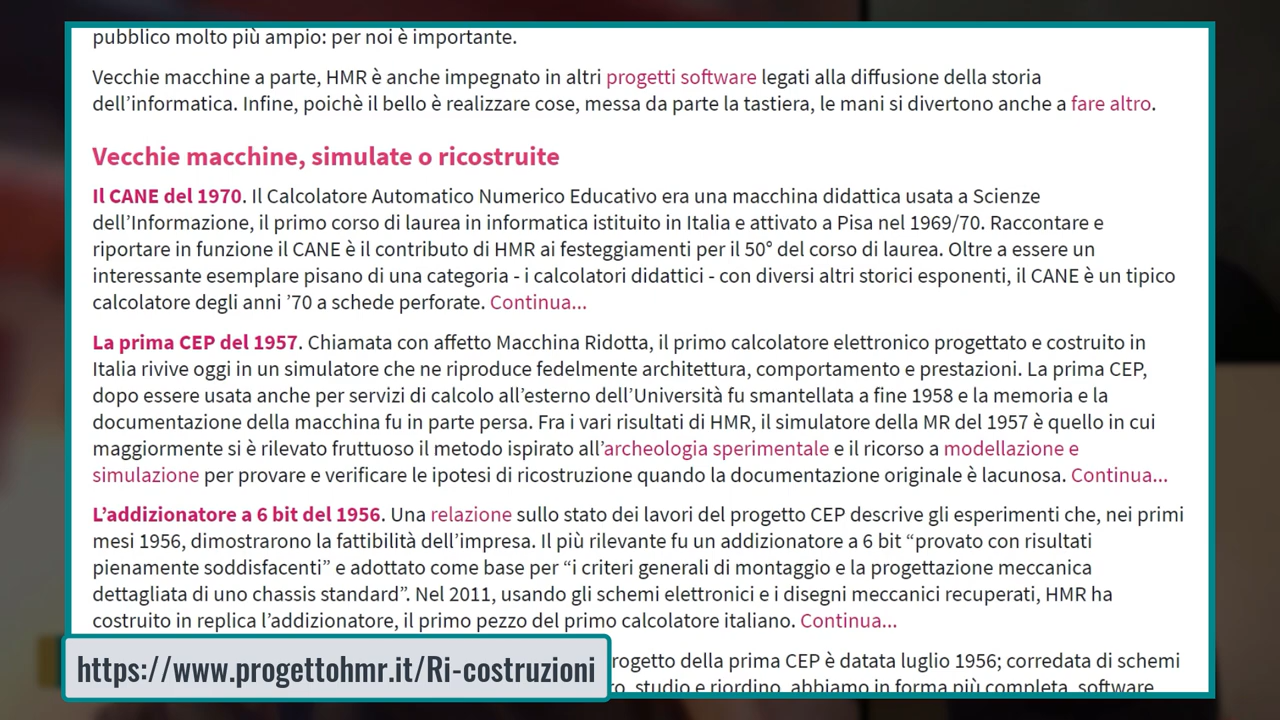 pubblico molto più ampio: per noi è importante.
Vecchie macchine a parte, HMR è anche impegnato in altri progetti software legati alla diffusione della storia
dell’informatica. Infine, poichè il bello è realizzare cose, messa da parte la tastiera, le mani si divertono anche a fare altro.
Vecchie macchine, simulate o ricostruite
Il CANE del 1970. Il Calcolatore Automatico Numerico Educativo era una macchina didattica usata a Scienze
dell’Informazione, il primo corso di laurea in informatica istituito in Italia e attivato a Pisa nel 1969/70. Raccontare e
riportare in funzione il CANE è il contributo di HMR ai festeggiamenti per il 50° del corso di laurea. Oltre a essere un
interessante esemplare pisano di una categoria - i calcolatori didattici - con diversi altri storici esponenti, il CANE è un tipico
calcolatore degli anni ’70 a schede perforate. Continua...
La prima CEP del 1957. Chiamata con affetto Macchina Ridotta, il primo calcolatore elettronico progettato e costruito in
Italia rivive oggi in un simulatore che ne riproduce fedelmente architettura, comportamento e prestazioni. La prima CEP,
dopo essere usata anche per servizi di calcolo all’esterno dell’Università fu smantellata a fine 1958 e la memoria e la
documentazione della macchina fu in parte persa. Fra i vari risultati di HMR, il simulatore della MR del 1957 è quello in cui
maggiormente si è rilevato fruttuoso il metodo ispirato all’archeologia sperimentale e il ricorso a modellazione e
simulazione per provare e verificare le ipotesi di ricostruzione quando la documentazione originale è lacunosa. Continua...
L’addizionatore a 6 bit del 1956. Una relazione sullo stato dei lavori del progetto CEP descrive gli esperimenti che, nei primi
mesi 1956, dimostrarono la fattibilità dell’impresa. Il più rilevante fu un addizionatore a 6 bit “provato con risultati
pienamente soddisfacenti” e adottato come base per “i criteri generali di montaggio e la progettazione meccanica
dettagliata di uno chassis standard”. Nel 2011, usando gli schemi elettronici e i disegni meccanici recuperati, HMR ha
costruito in replica l’addizionatore, il primo pezzo del primo calcolatore italiano. Continua...
rogetto della prima CEP è datata luglio 1956; corredata di schemi
studio e riordino, abbiamo in forma più completa, software
https://www.progettohmr.it/Ri-costruzioni